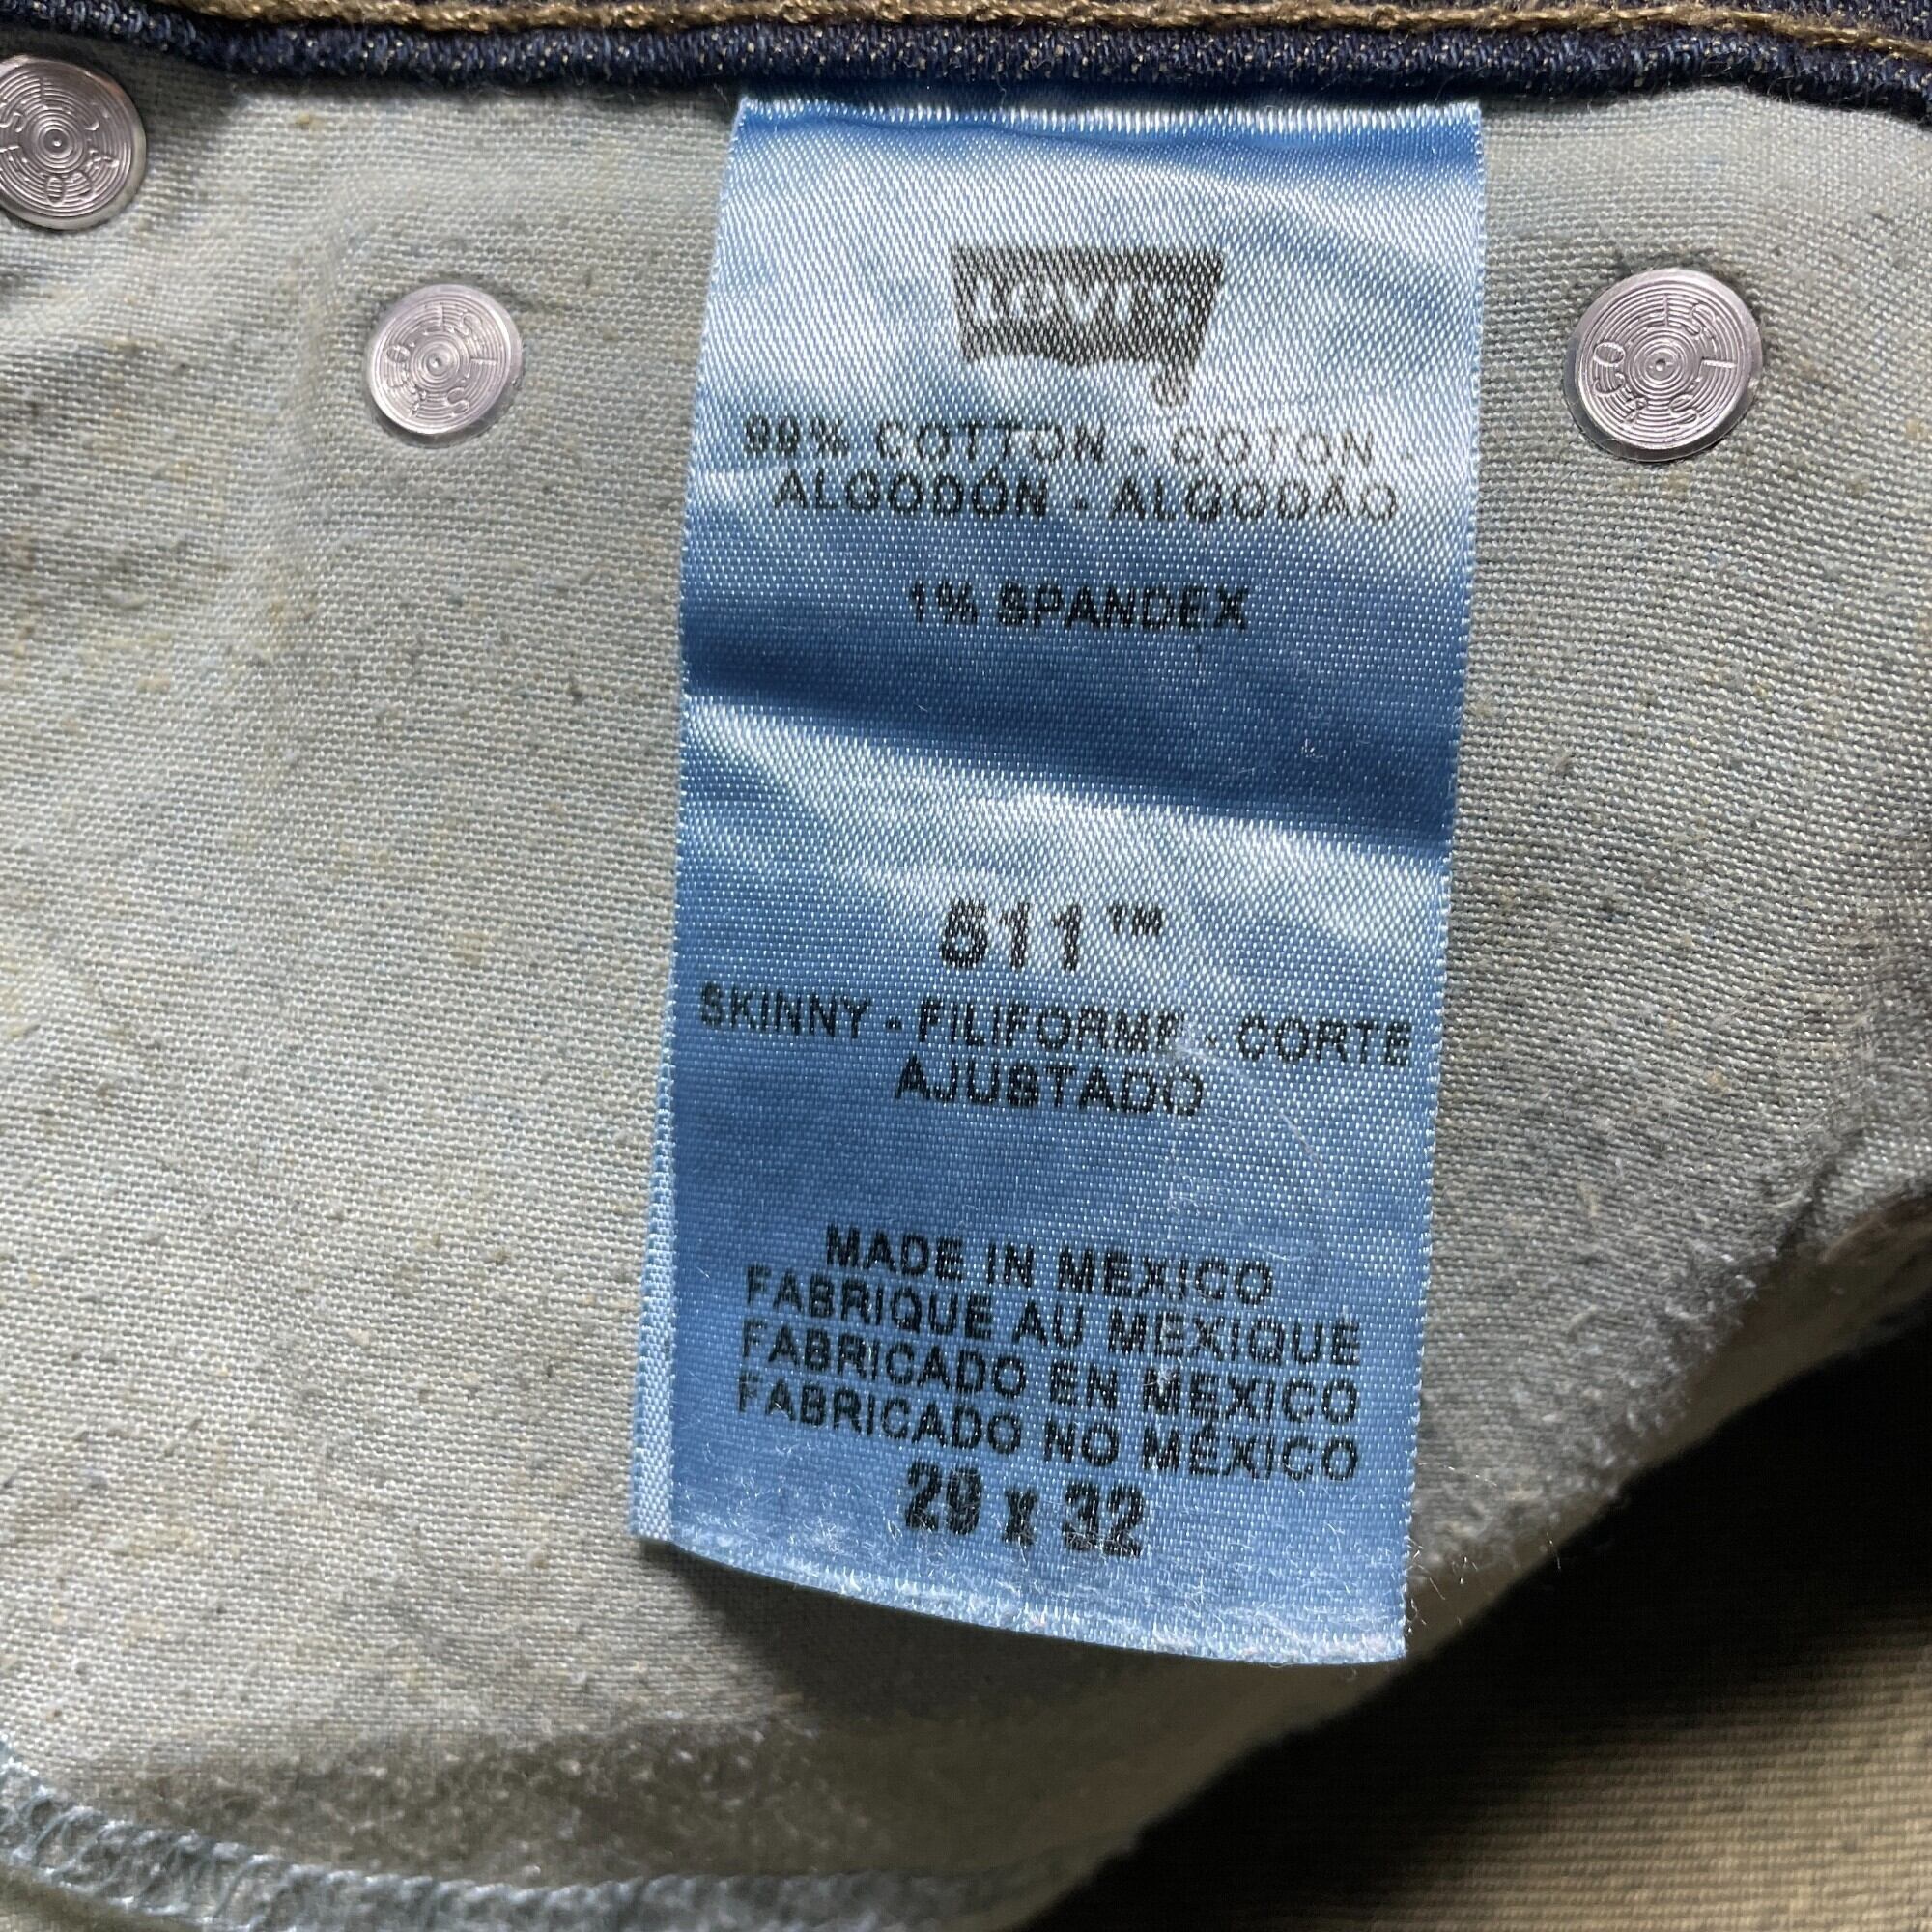 LEVI'S
99% COTTON - COTON -
ALGODÓN - ALGODÃO
1% SPANDEX
511™
SKINNY - FILIFORME - CORTE
AJUSTADO
MADE IN MEXICO
FABRIQUE AU MEXIQUE
FABRICADO EN MEXICO
FABRICADO NO MÉXICO
29 x 32